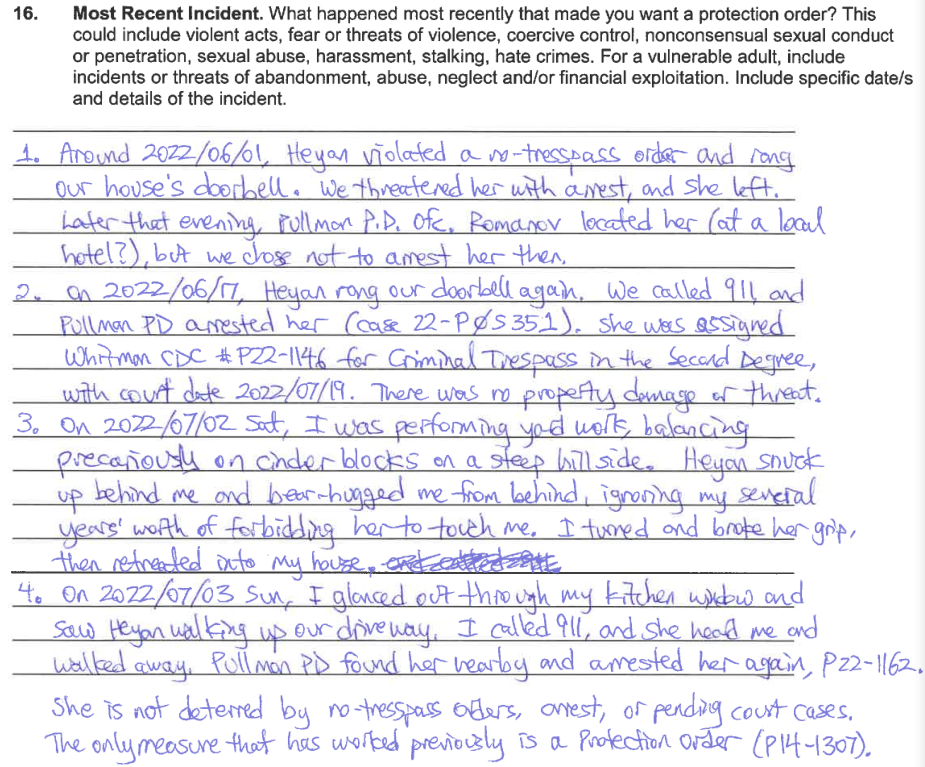 16. Most Recent Incident. What happened most recently that made you want a protection order? This
could include violent acts, fear or threats of violence, coercive control, nonconsensual sexual conduct
or penetration, sexual abuse, harassment, stalking, hate crimes. For a vulnerable adult, include
incidents or threats of abandonment, abuse, neglect and/or financial exploitation. Include specific date/s
and details of the incident.
1. Around 2022/06/01, Heyan violated a no-tresspass order and rang
our house's doorbell. We threatened her with arrest, and she left.
Later that evening, Pullman P.D. Ofc. Romanov located her (at a local
hotel?), but we chose not to arrest her then.
2. On 2022/06/17, Heyan rang our doorbell again. We called 911, and
Pullman PD arrested her (case 22-PØS351). She was assigned
Whitman CDC #P22-1146 for Criminal Trespass in the Second Degree,
with court date 2022/07/19. There was no property damage or threat.
3. On 2022/07/02 Sat, I was performing yard work, balancing
precariously on cinder blocks on a steep hillside. Heyan snuck
up behind me and bear-hugged me from behind, ignoring my several
years' worth of forbidding her to touch me. I turned and broke her grip,
then retreated into my house.
4. On 2022/07/03 Sun, I glanced out through my kitchen window and
saw Heyan walking up our driveway. I called 911, and she heard me and
walked away. Pullman PD found her nearby and arrested her again, P22-1162.
She is not deterred by no-tresspass orders, arrest, or pending court cases.
The only measure that has worked previously is a Protection Order (P14-1307).